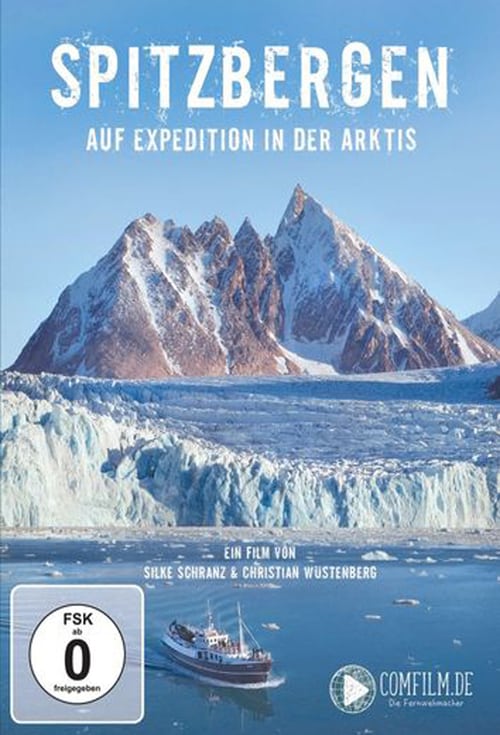 SPITZBERGEN
AUF EXPEDITION IN DER ARKTIS
EIN FILM VON
SILKE SCHRANZ & CHRISTIAN WÜSTENBERG
FSK
ab
0
freigegeben
COMFILM.DE
Die Fernwehmacher